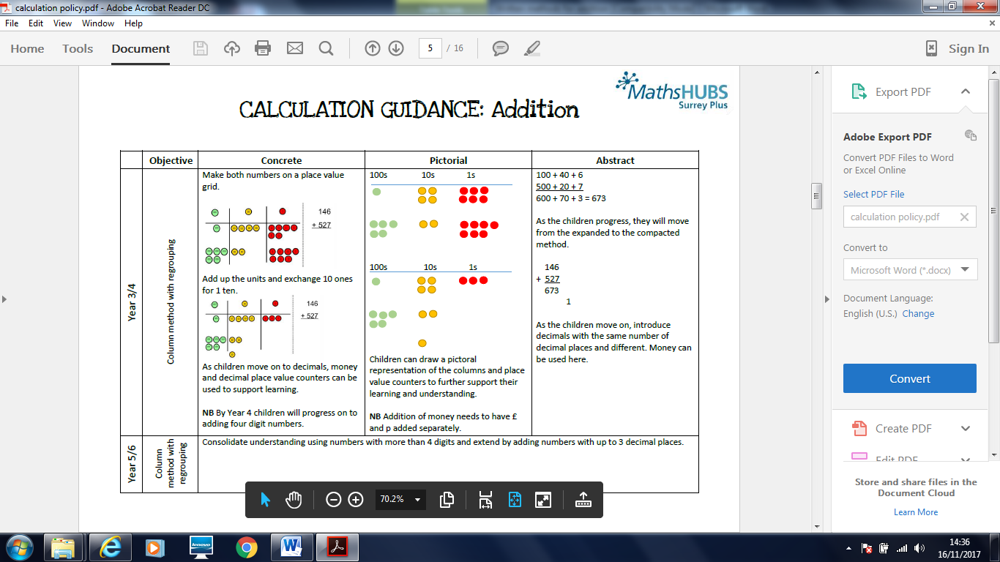 calculation policy.pdf - Adobe Acrobat Reader DC
File Edit View Window Help
Home Tools Document 5 / 16 Sign In
MathsHUBS
Surrey Plus
CALCULATION GUIDANCE: Addition
Objective Concrete Pictorial Abstract
Year 3/4
Column method with regrouping
Make both numbers on a place value
grid.
146
+ 527
Add up the units and exchange 10 ones
for 1 ten.
146
+ 527
As children move on to decimals, money
and decimal place value counters can be
used to support learning.
NB By Year 4 children will progress on to
adding four digit numbers.
100s 10s 1s
100s 10s 1s
Children can draw a pictoral
representation of the columns and place
value counters to further support their
learning and understanding.
NB Addition of money needs to have £
and p added separately.
100 + 40 + 6
500 + 20 + 7
600 + 70 + 3 = 673
As the children progress, they will move
from the expanded to the compacted
method.
146
+ 527
673
1
As the children move on, introduce
decimals with the same number of
decimal places and different. Money can
be used here.
Year 5/6
Column
method with
regrouping
Consolidate understanding using numbers with more than 4 digits and extend by adding numbers with up to 3 decimal places.
70.2%
Export PDF
Adobe Export PDF
Convert PDF Files to Word
or Excel Online
Select PDF File
calculation policy.pdf
Convert to
Microsoft Word (*.docx)
Document Language:
English (U.S.) Change
Convert
Create PDF
Edit PDF
Store and share files in the
Document Cloud
Learn More
lenovo
14:36
16/11/2017